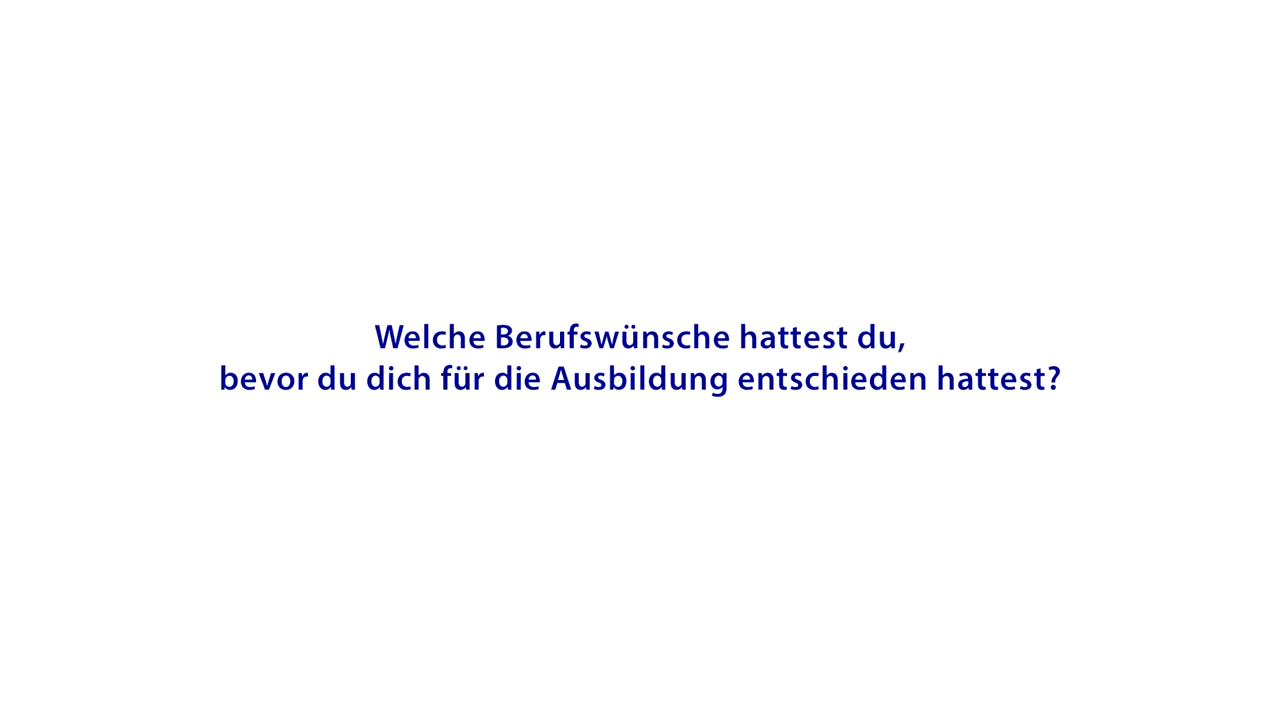 Welche Berufswünsche hattest du,
bevor du dich für die Ausbildung entschieden hattest?